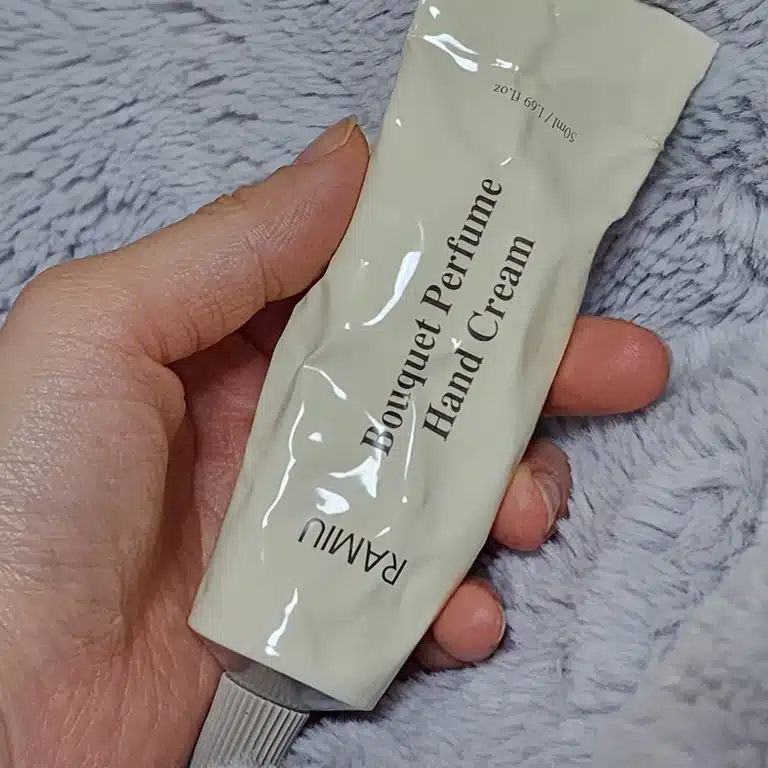 RAMIU
Bouquet Perfume
Hand Cream
50ml / 1.69 fl.oz